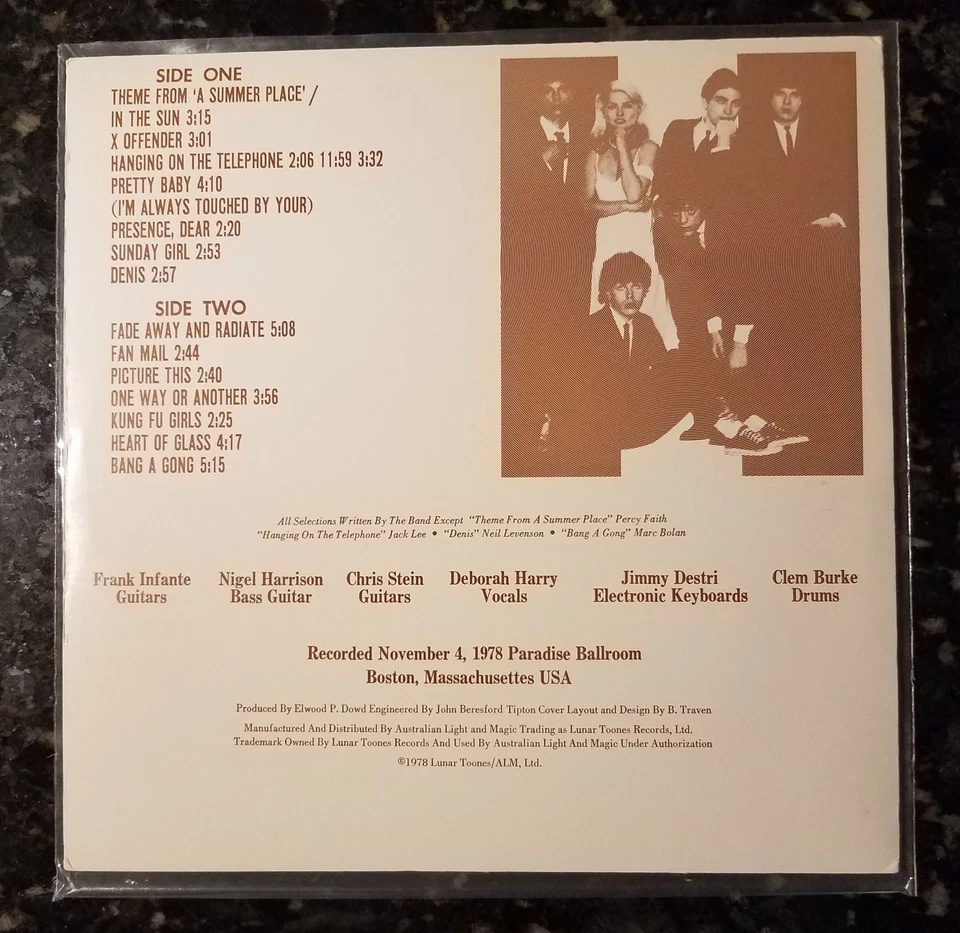 SIDE ONE
THEME FROM 'A SUMMER PLACE' /
IN THE SUN 3:15
X OFFENDER 3:01
HANGING ON THE TELEPHONE 2:06 11:59 3:32
PRETTY BABY 4:10
(I'M ALWAYS TOUCHED BY YOUR)
PRESENCE, DEAR 2:20
SUNDAY GIRL 2:53
DENIS 2:57
SIDE TWO
FADE AWAY AND RADIATE 5:08
FAN MAIL 2:44
PICTURE THIS 2:40
ONE WAY OR ANOTHER 3:56
KUNG FU GIRLS 2:25
HEART OF GLASS 4:17
BANG A GONG 5:15
All Selections Written By The Band Except "Theme From A Summer Place" Percy Faith
"Hanging On The Telephone" Jack Lee • "Denis" Neil Levenson • "Bang A Gong" Marc Bolan
Frank Infante Nigel Harrison Chris Stein Deborah Harry Jimmy Destri Clem Burke
Guitars Bass Guitar Guitars Vocals Electronic Keyboards Drums
Recorded November 4, 1978 Paradise Ballroom
Boston, Massachusettes USA
Produced By Elwood P. Dowd Engineered By John Beresford Tipton Cover Layout and Design By B. Traven
Manufactured And Distributed By Australian Light and Magic Trading as Lunar Toones Records, Ltd.
Trademark Owned By Lunar Toones Records And Used By Australian Light And Magic Under Authorization
©1978 Lunar Toones/ALM, Ltd.